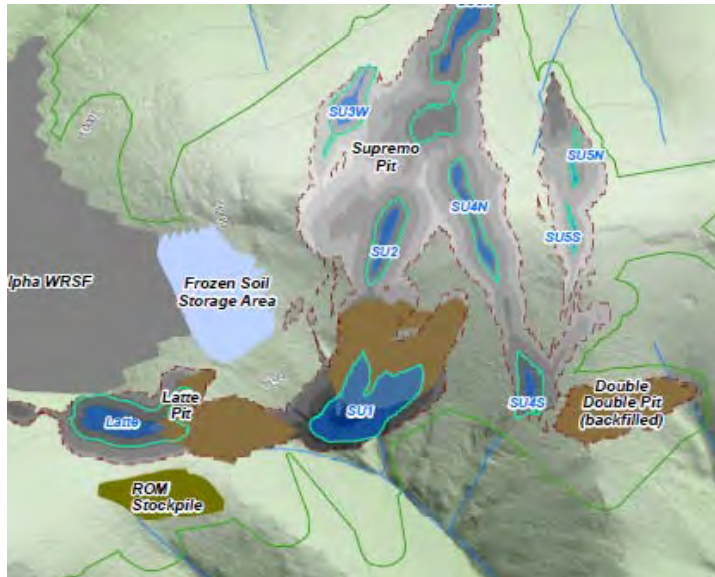 SU3W
Supremo
Pit
SU5N
SU4N
SU5S
SU2
lpha WRSF
Frozen Soil
Storage Area
Latte
Pit
Latte
SU1
SU4S
Double
Double Pit
(backfilled)
ROM
Stockpile